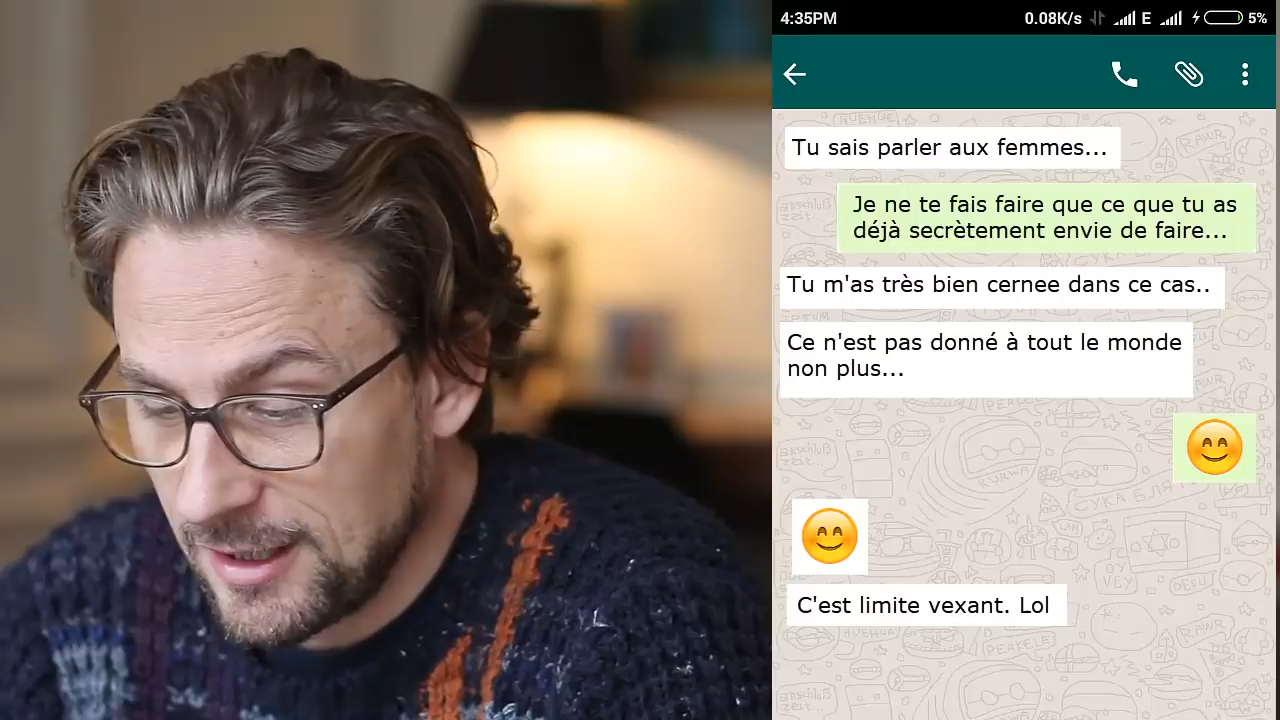 4:35PM 0.08K/s E 5%
Tu sais parler aux femmes...
Je ne te fais faire que ce que tu as
déjà secrètement envie de faire...
Tu m'as très bien cernee dans ce cas..
Ce n'est pas donné à tout le monde
non plus...
C'est limite vexant. Lol